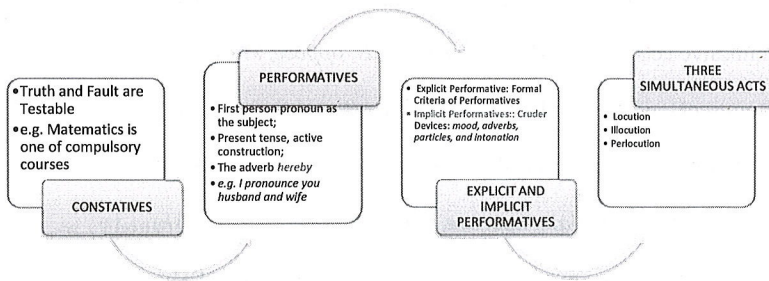 •Truth and Fault are
Testable
•e.g. Matematics is
one of compulsory
courses
CONSTATIVES
PERFORMATIVES
• First person pronoun as
the subject;
• Present tense, active
construction;
• The adverb hereby
• e.g. I pronounce you
husband and wife
• Explicit Performative: Formal
Criteria of Performatives
• Implicit Performatives:: Cruder
Devices: mood, adverbs,
particles, and intonation
EXPLICIT AND
IMPLICIT
PERFORMATIVES
THREE
SIMULTANEOUS ACTS
• Locution
• Illocution
• Perlocution